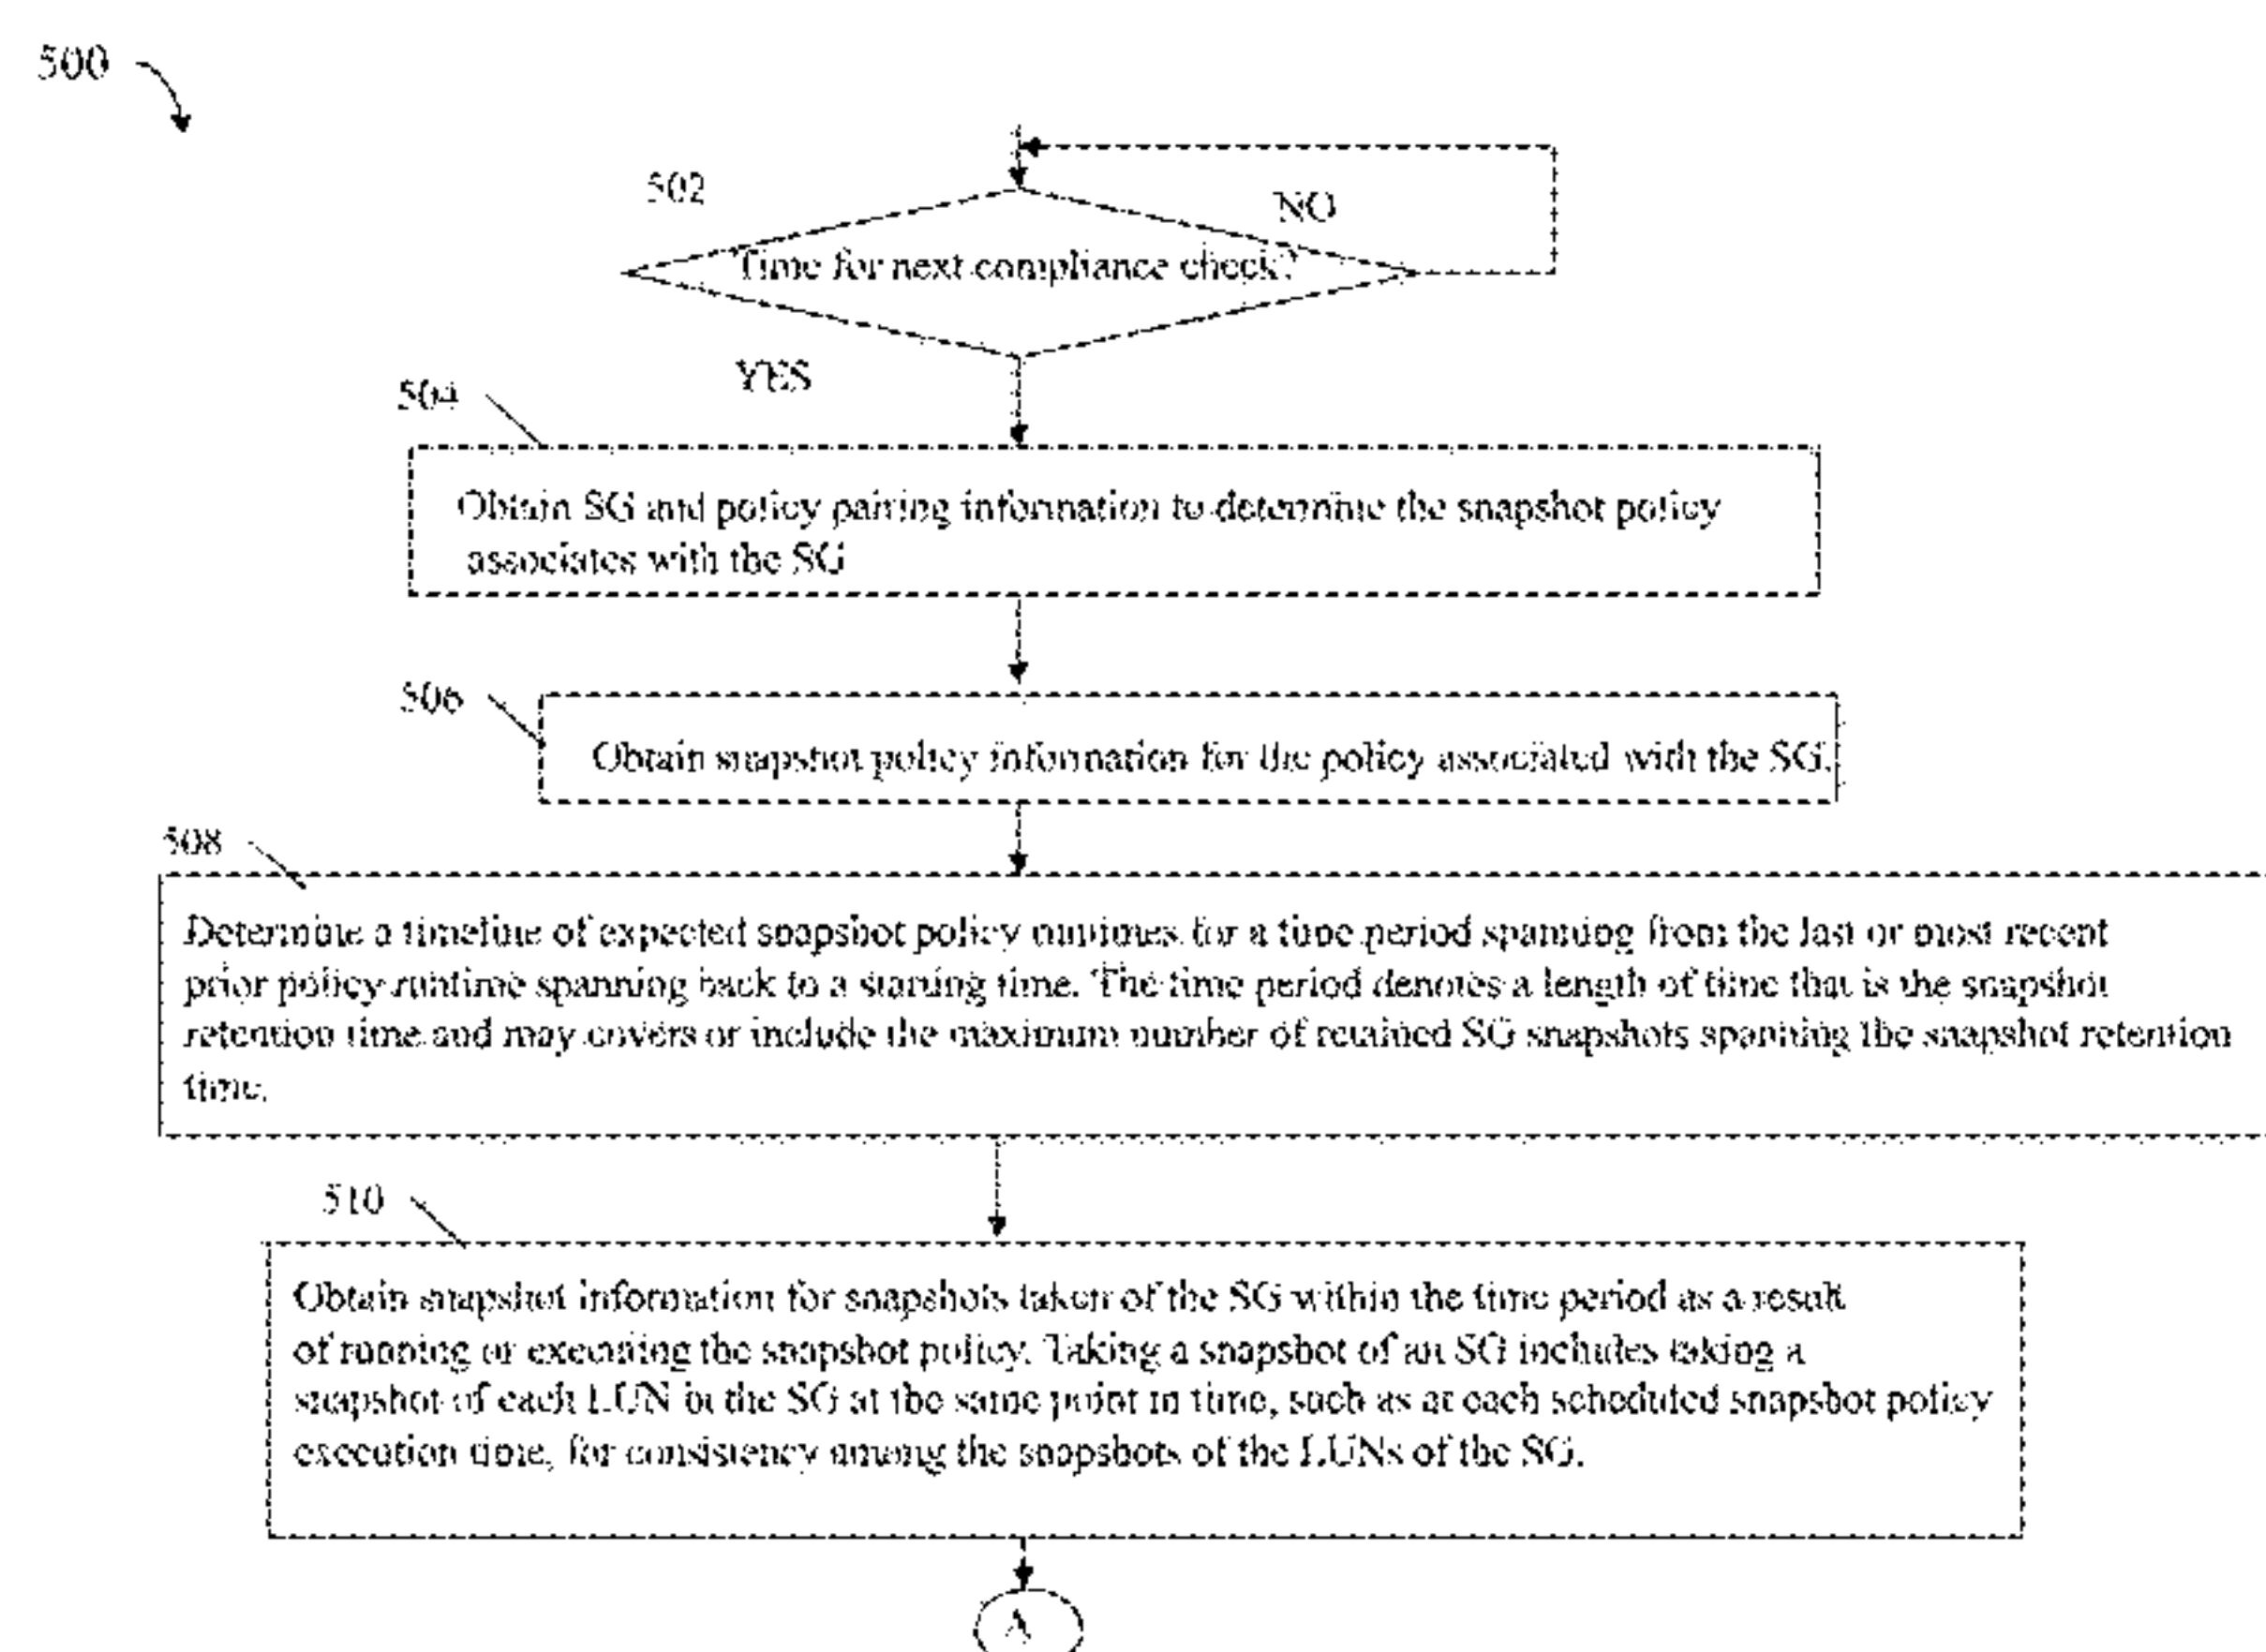 500
502
NO
Time for next compliance check?
YES
504
Obtain SG and policy pairing information to determine the snapshot policy
associates with the SG
506
Obtain snapshot policy information for the policy associated with the SG.
508
Determine a timeline of expected snapshot policy runtimes for a time period spanning from the last or most recent
prior policy runtime spanning back to a starting time. The time period denotes a length of time that is the snapshot
retention time and may covers or include the maximum number of retained SG snapshots spanning the snapshot retention
time.
510
Obtain snapshot information for snapshots taken of the SG within the time period as a result
of running or executing the snapshot policy. Taking a snapshot of an SG includes taking a
snapshot of each LUN in the SG at the same point in time, such as at each scheduled snapshot policy
execution time, for consistency among the snapshots of the LUNs of the SG.
A